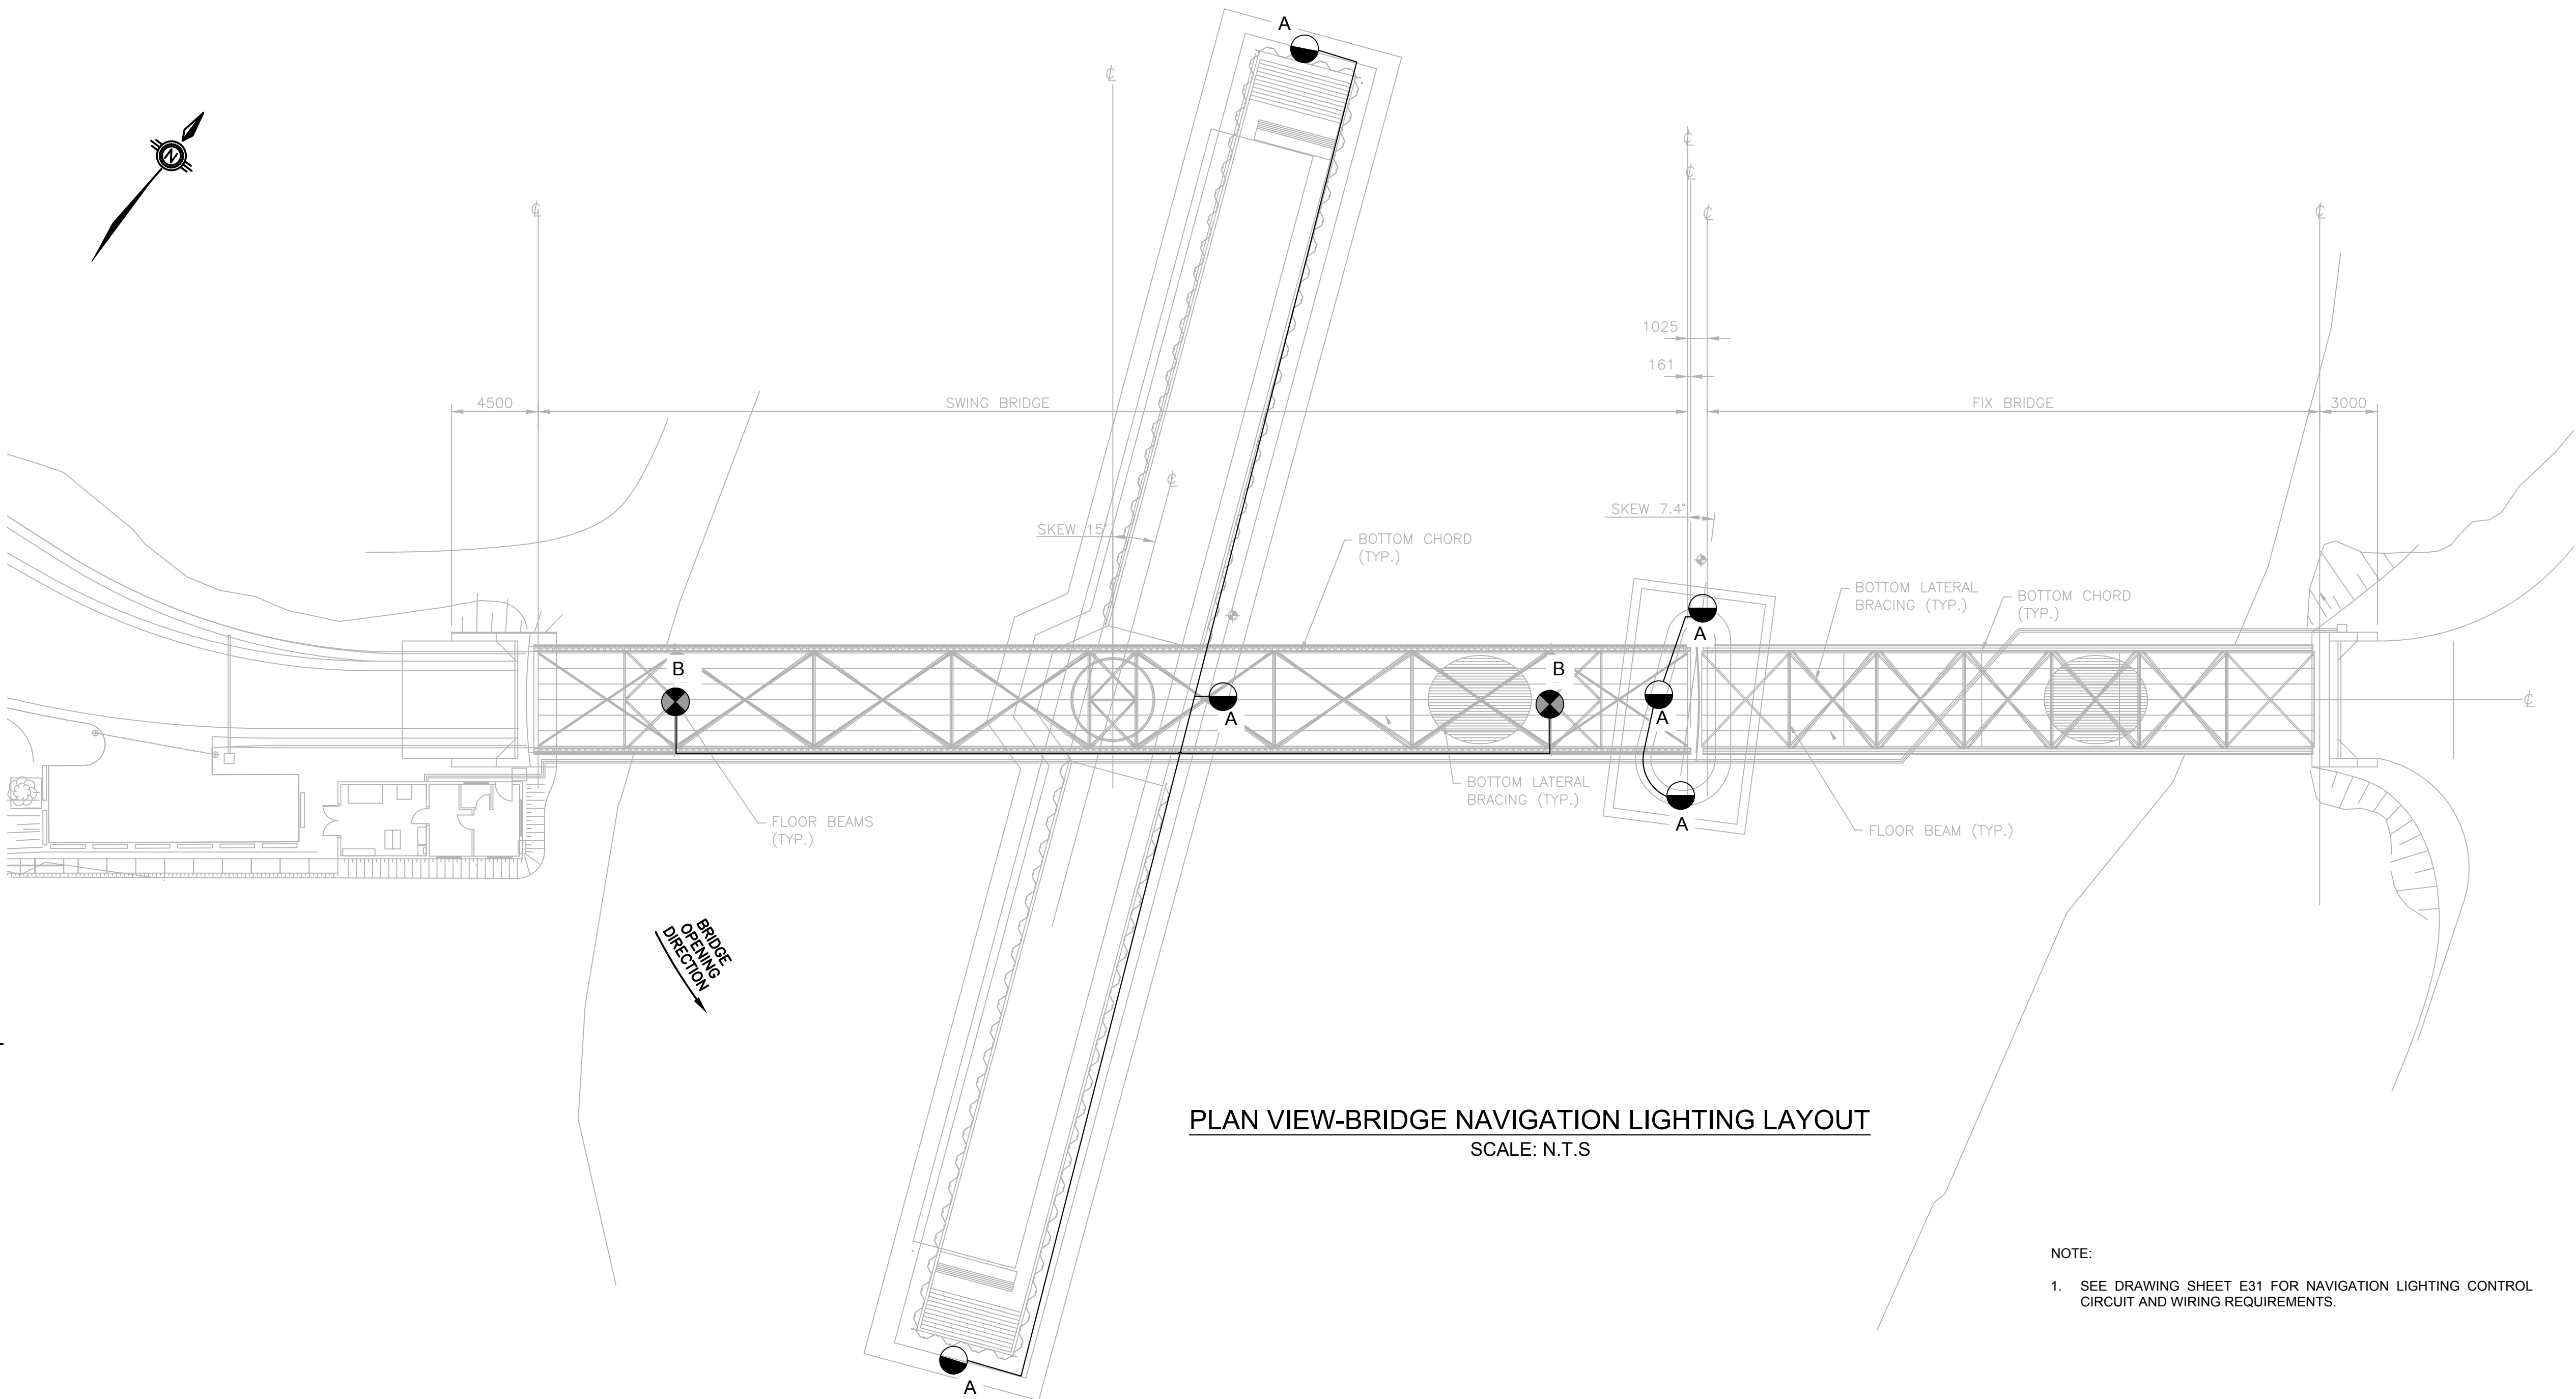 A
℄
N
℄
℄
℄
℄
℄
1025
161
4500
SWING BRIDGE
FIX BRIDGE
3000
℄
SKEW 15°
SKEW 7.4°
BOTTOM CHORD
(TYP.)
BOTTOM LATERAL
BRACING (TYP.)
BOTTOM CHORD
(TYP.)
A
B
B
A
A
℄
BOTTOM LATERAL
BRACING (TYP.)
FLOOR BEAMS
(TYP.)
A
FLOOR BEAM (TYP.)
BRIDGE
OPENING
DIRECTION
PLAN VIEW-BRIDGE NAVIGATION LIGHTING LAYOUT
SCALE: N.T.S
NOTE:
1. SEE DRAWING SHEET E31 FOR NAVIGATION LIGHTING CONTROL
CIRCUIT AND WIRING REQUIREMENTS.
A